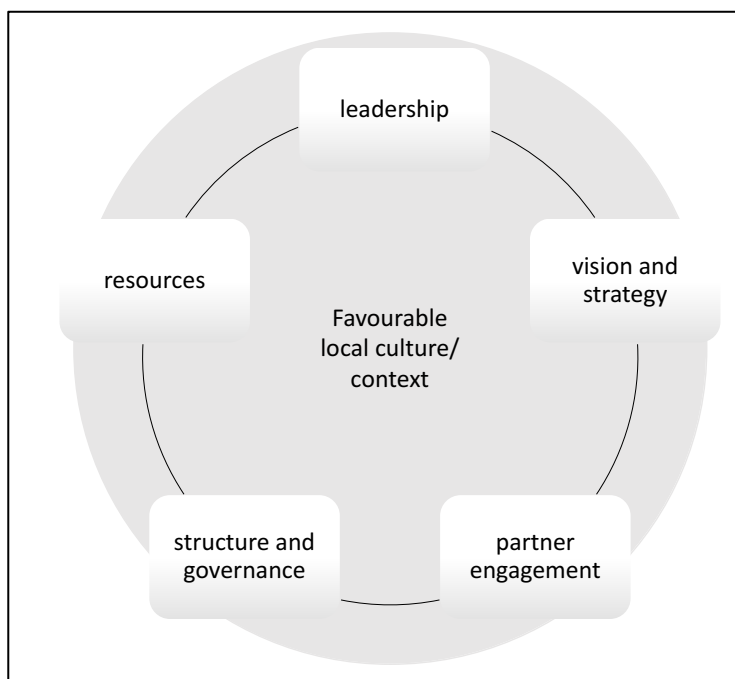 leadership
resources
vision and
strategy
Favourable
local culture/
context
structure and
governance
partner
engagement